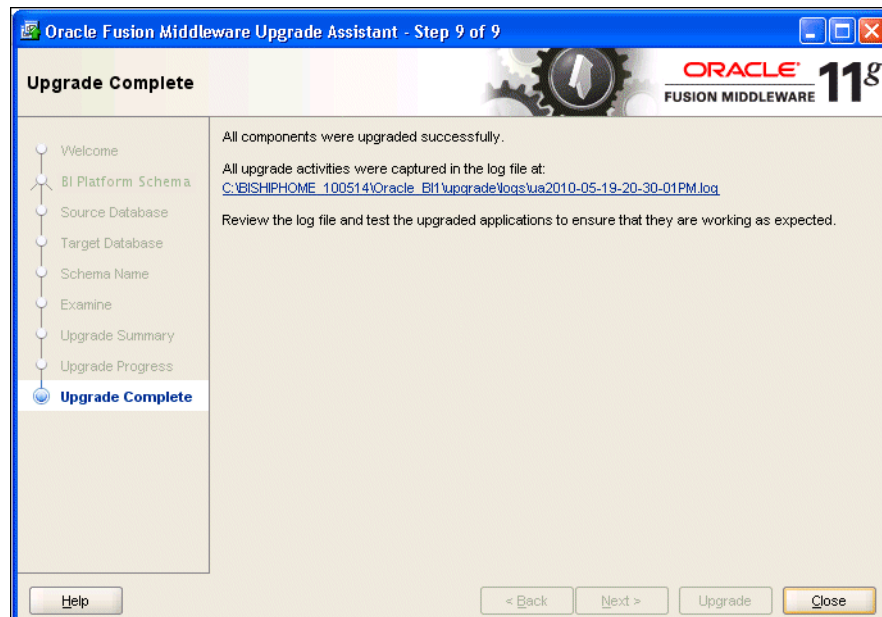 Oracle Fusion Middleware Upgrade Assistant - Step 9 of 9
Upgrade Complete
ORACLE
FUSION MIDDLEWARE
11g
Welcome
BI Platform Schema
Source Database
Target Database
Schema Name
Examine
Upgrade Summary
Upgrade Progress
Upgrade Complete
All components were upgraded successfully.
All upgrade activities were captured in the log file at:
C:\BISHIPHOME_100514\Oracle_BI1\upgrade\logs\ua2010-05-19-20-30-01PM.log
Review the log file and test the upgraded applications to ensure that they are working as expected.
Help
< Back
Next >
Upgrade
Close